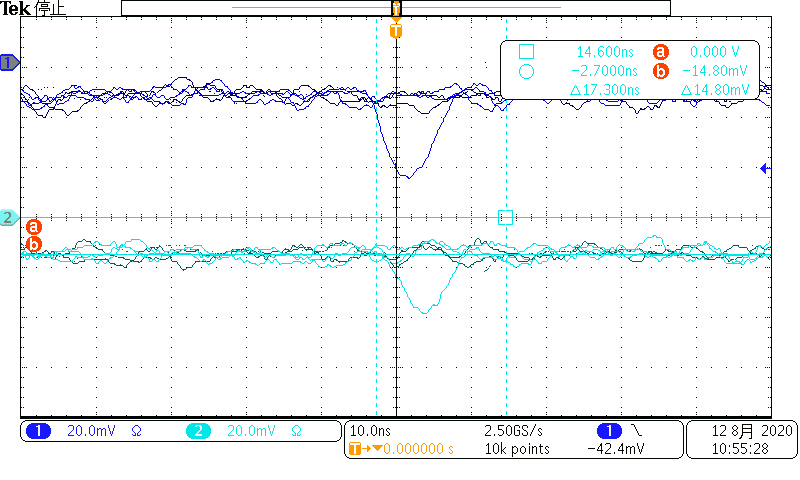 Tek 停止
T
T
1
14.600ns a 0.000 V
−2.7000ns b −14.80mV
△17.300ns △14.80mV
2
a
b
1 20.0mV Ω 2 20.0mV Ω
10.0ns 2.50GS/s 1
T→▼0.000000 s 10k points −42.4mV
12 8月 2020
10:55:28